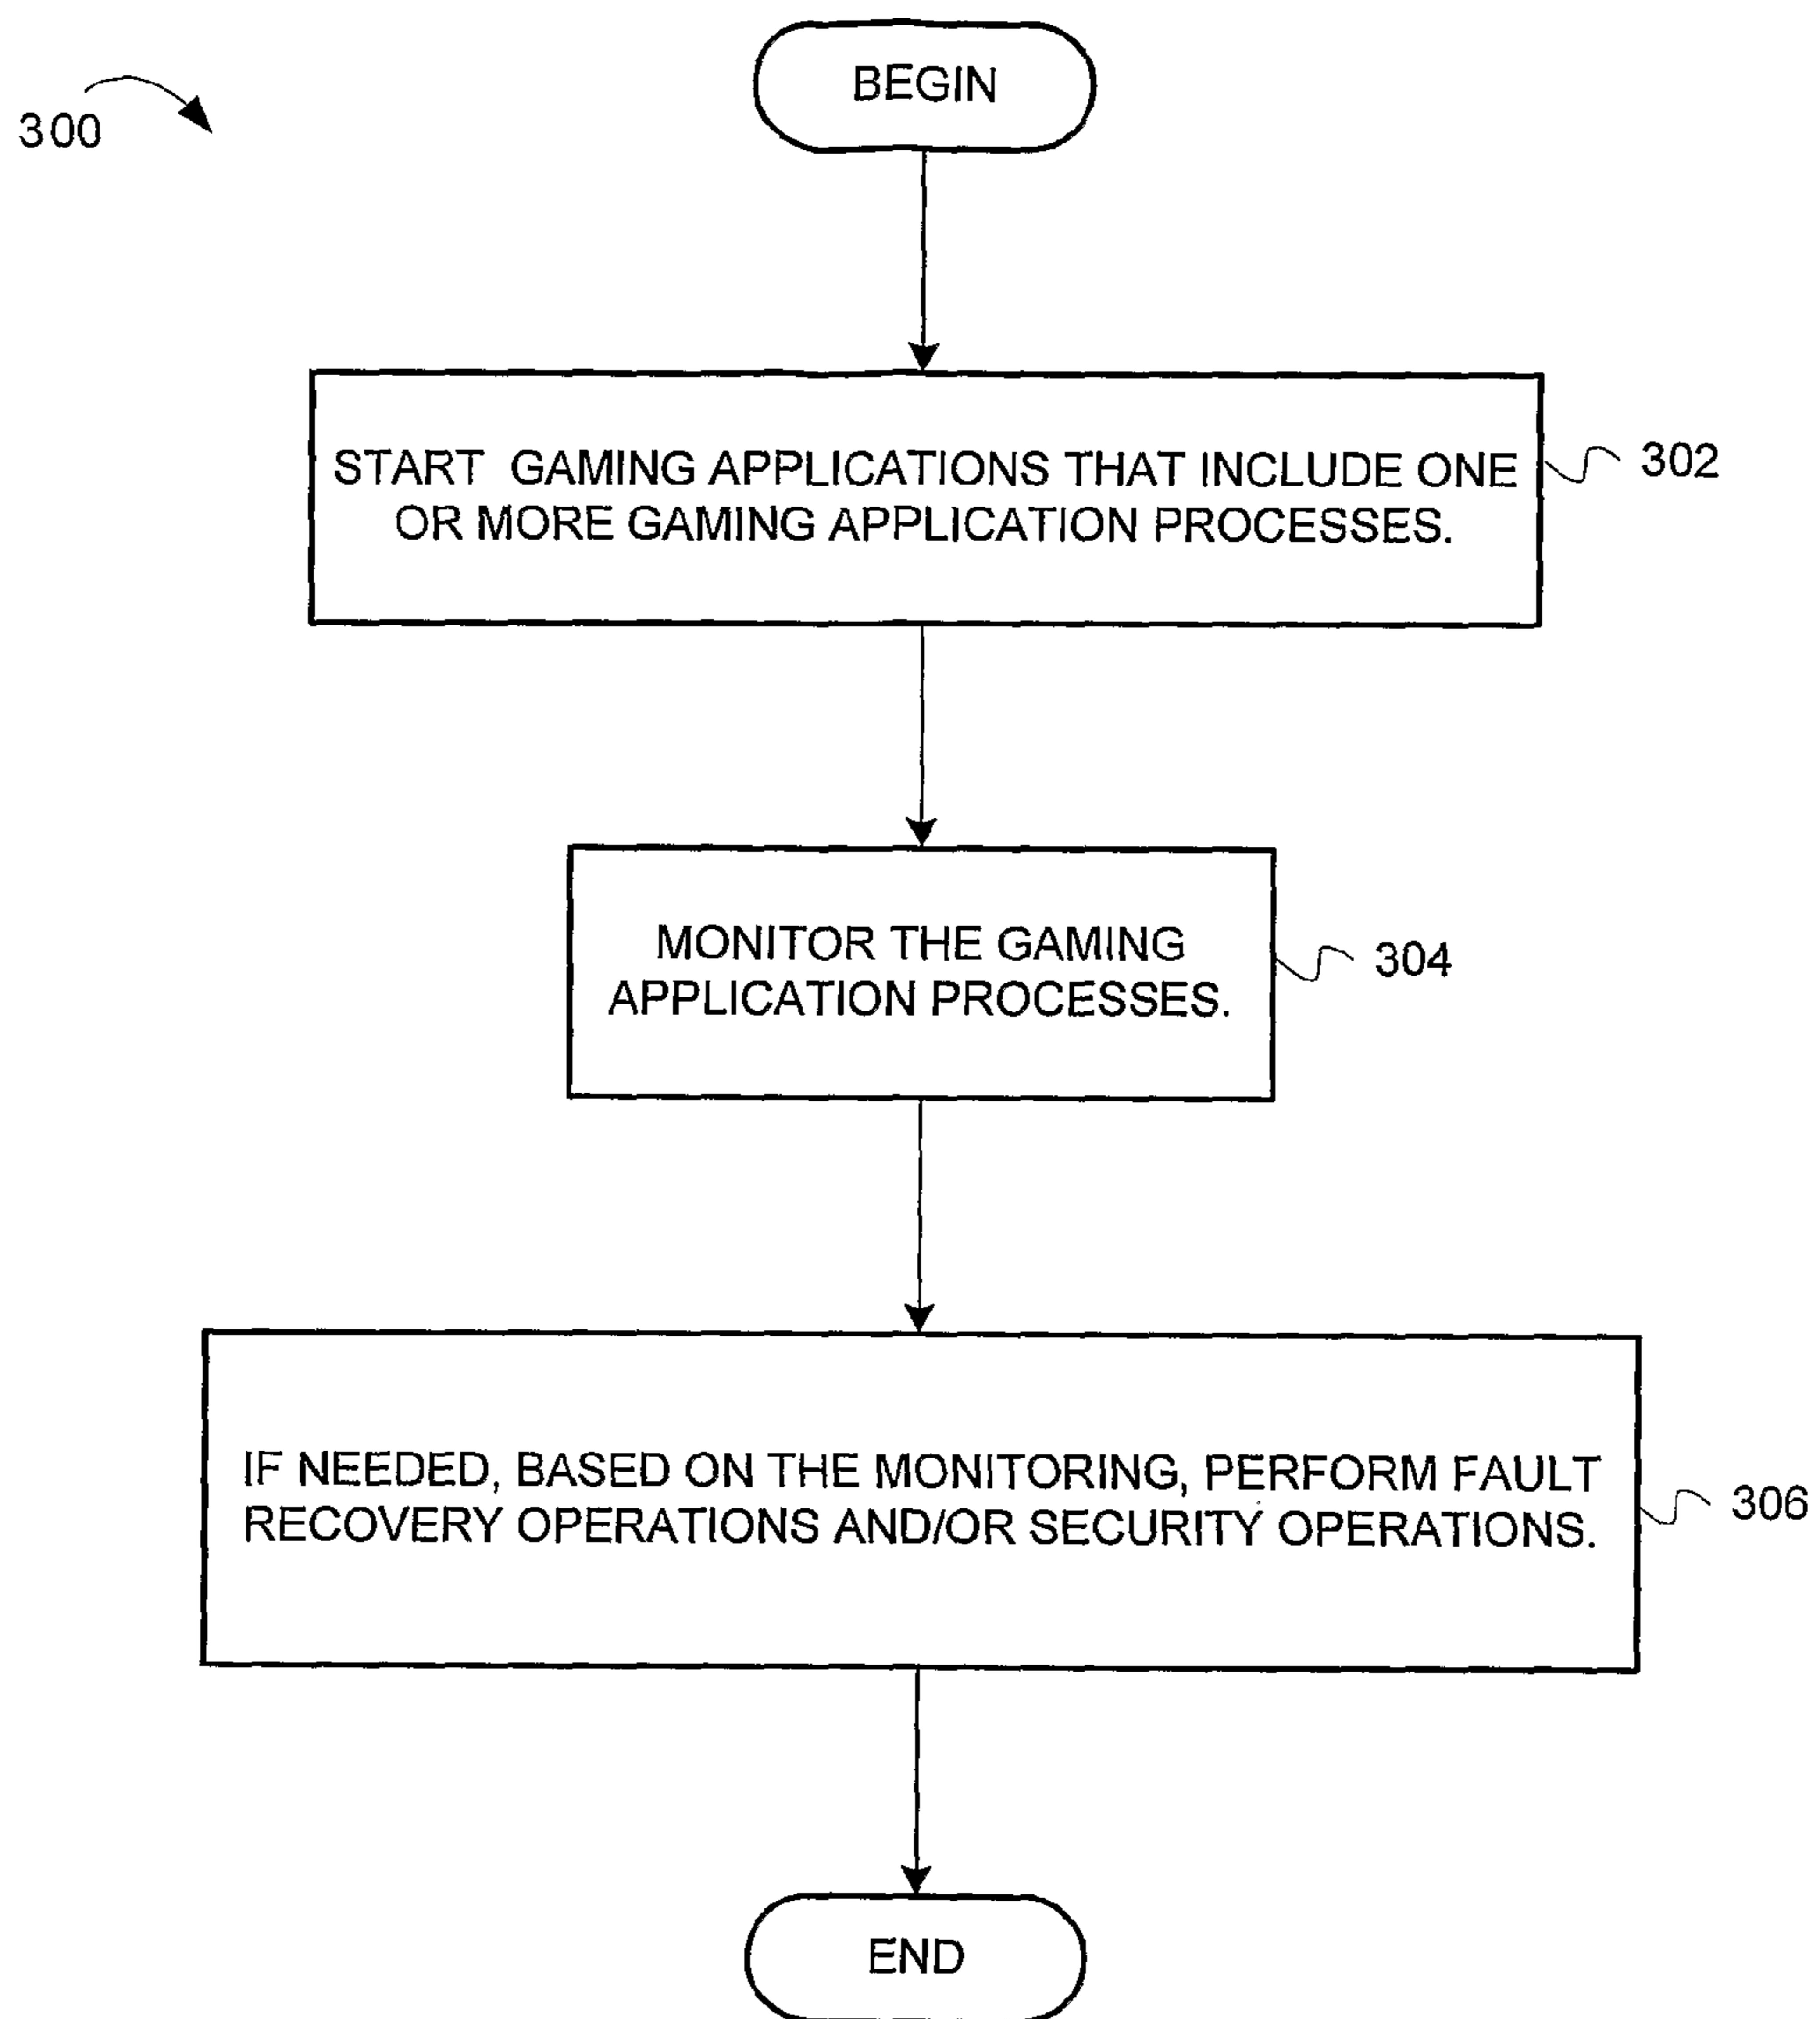 BEGIN
300
START GAMING APPLICATIONS THAT INCLUDE ONE
OR MORE GAMING APPLICATION PROCESSES.
302
MONITOR THE GAMING
APPLICATION PROCESSES.
304
IF NEEDED, BASED ON THE MONITORING, PERFORM FAULT
RECOVERY OPERATIONS AND/OR SECURITY OPERATIONS.
306
END